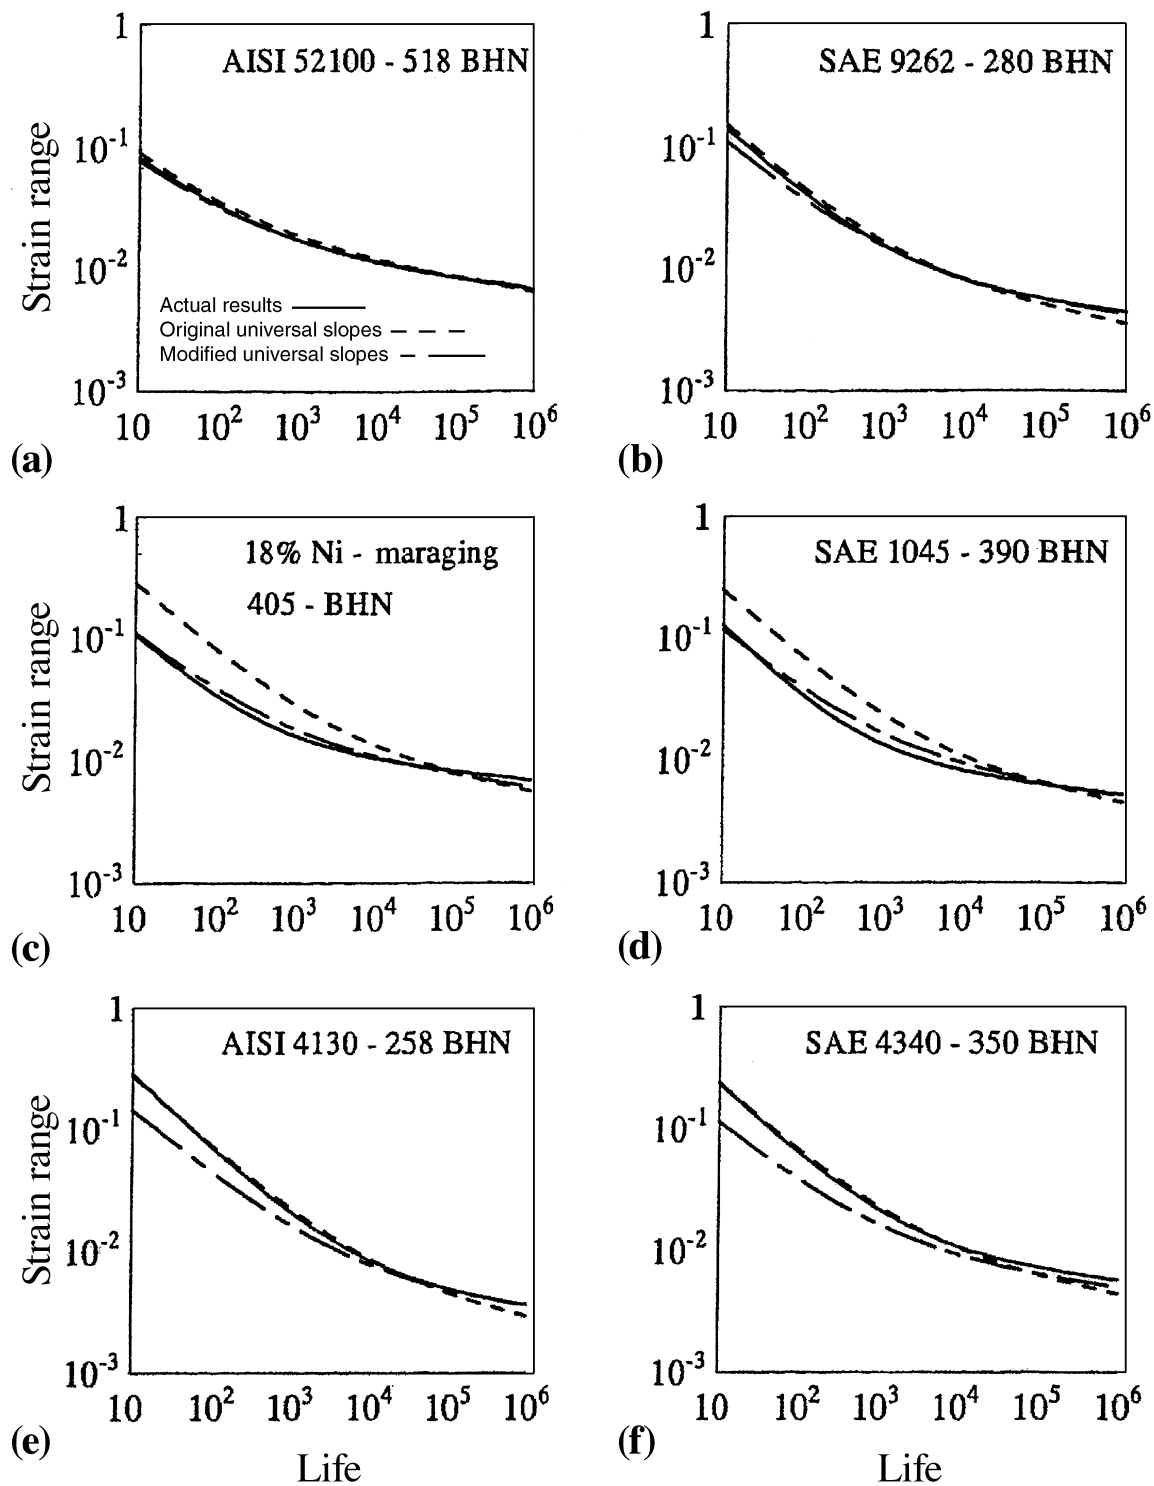 1
AISI 52100 - 518 BHN
10^-1
10^-2
10^-3
Strain range
Actual results
Original universal slopes
Modified universal slopes
10 10^2 10^3 10^4 10^5 10^6
(a)
1
SAE 9262 - 280 BHN
10^-1
10^-2
10^-3
10 10^2 10^3 10^4 10^5 10^6
(b)
1
18% Ni - maraging
405 - BHN
10^-1
10^-2
10^-3
Strain range
10 10^2 10^3 10^4 10^5 10^6
(c)
1
SAE 1045 - 390 BHN
10^-1
10^-2
10^-3
10 10^2 10^3 10^4 10^5 10^6
(d)
1
AISI 4130 - 258 BHN
10^-1
10^-2
10^-3
Strain range
10 10^2 10^3 10^4 10^5 10^6
(e)
Life
1
SAE 4340 - 350 BHN
10^-1
10^-2
10^-3
10 10^2 10^3 10^4 10^5 10^6
(f)
Life